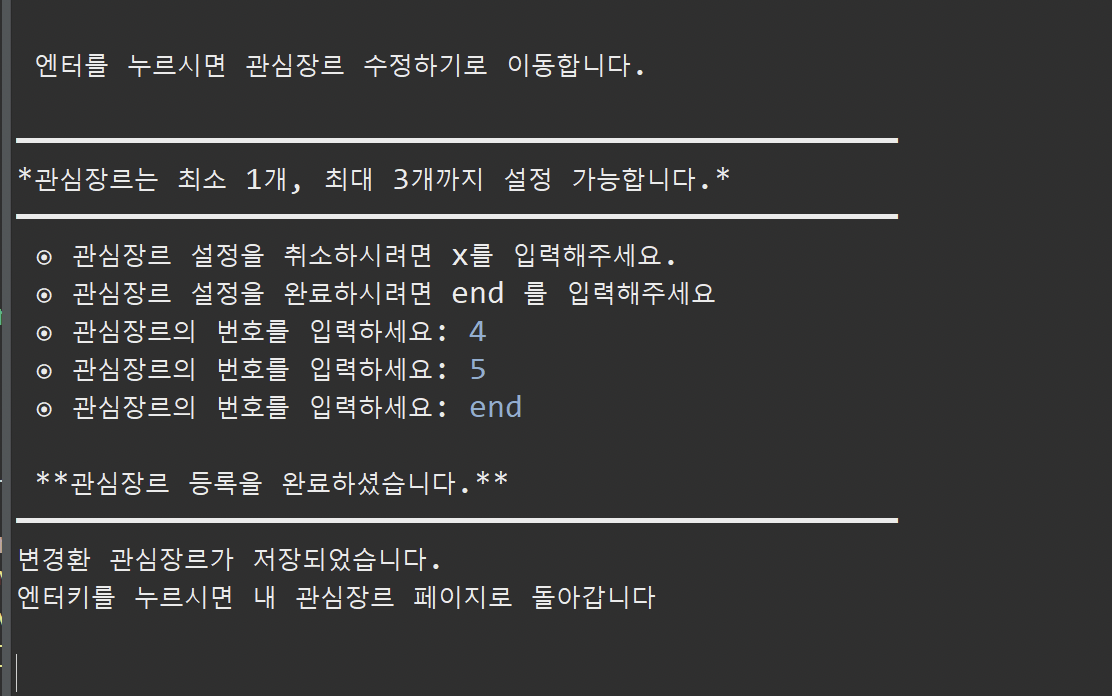 엔터를 누르시면 관심장르 수정하기로 이동합니다.
*관심장르는 최소 1개, 최대 3개까지 설정 가능합니다.*
⊙ 관심장르 설정을 취소하시려면 x를 입력해주세요.
⊙ 관심장르 설정을 완료하시려면 end 를 입력해주세요
⊙ 관심장르의 번호를 입력하세요: 4
⊙ 관심장르의 번호를 입력하세요: 5
⊙ 관심장르의 번호를 입력하세요: end
**관심장르 등록을 완료하셨습니다.**
변경환 관심장르가 저장되었습니다.
엔터키를 누르시면 내 관심장르 페이지로 돌아갑니다